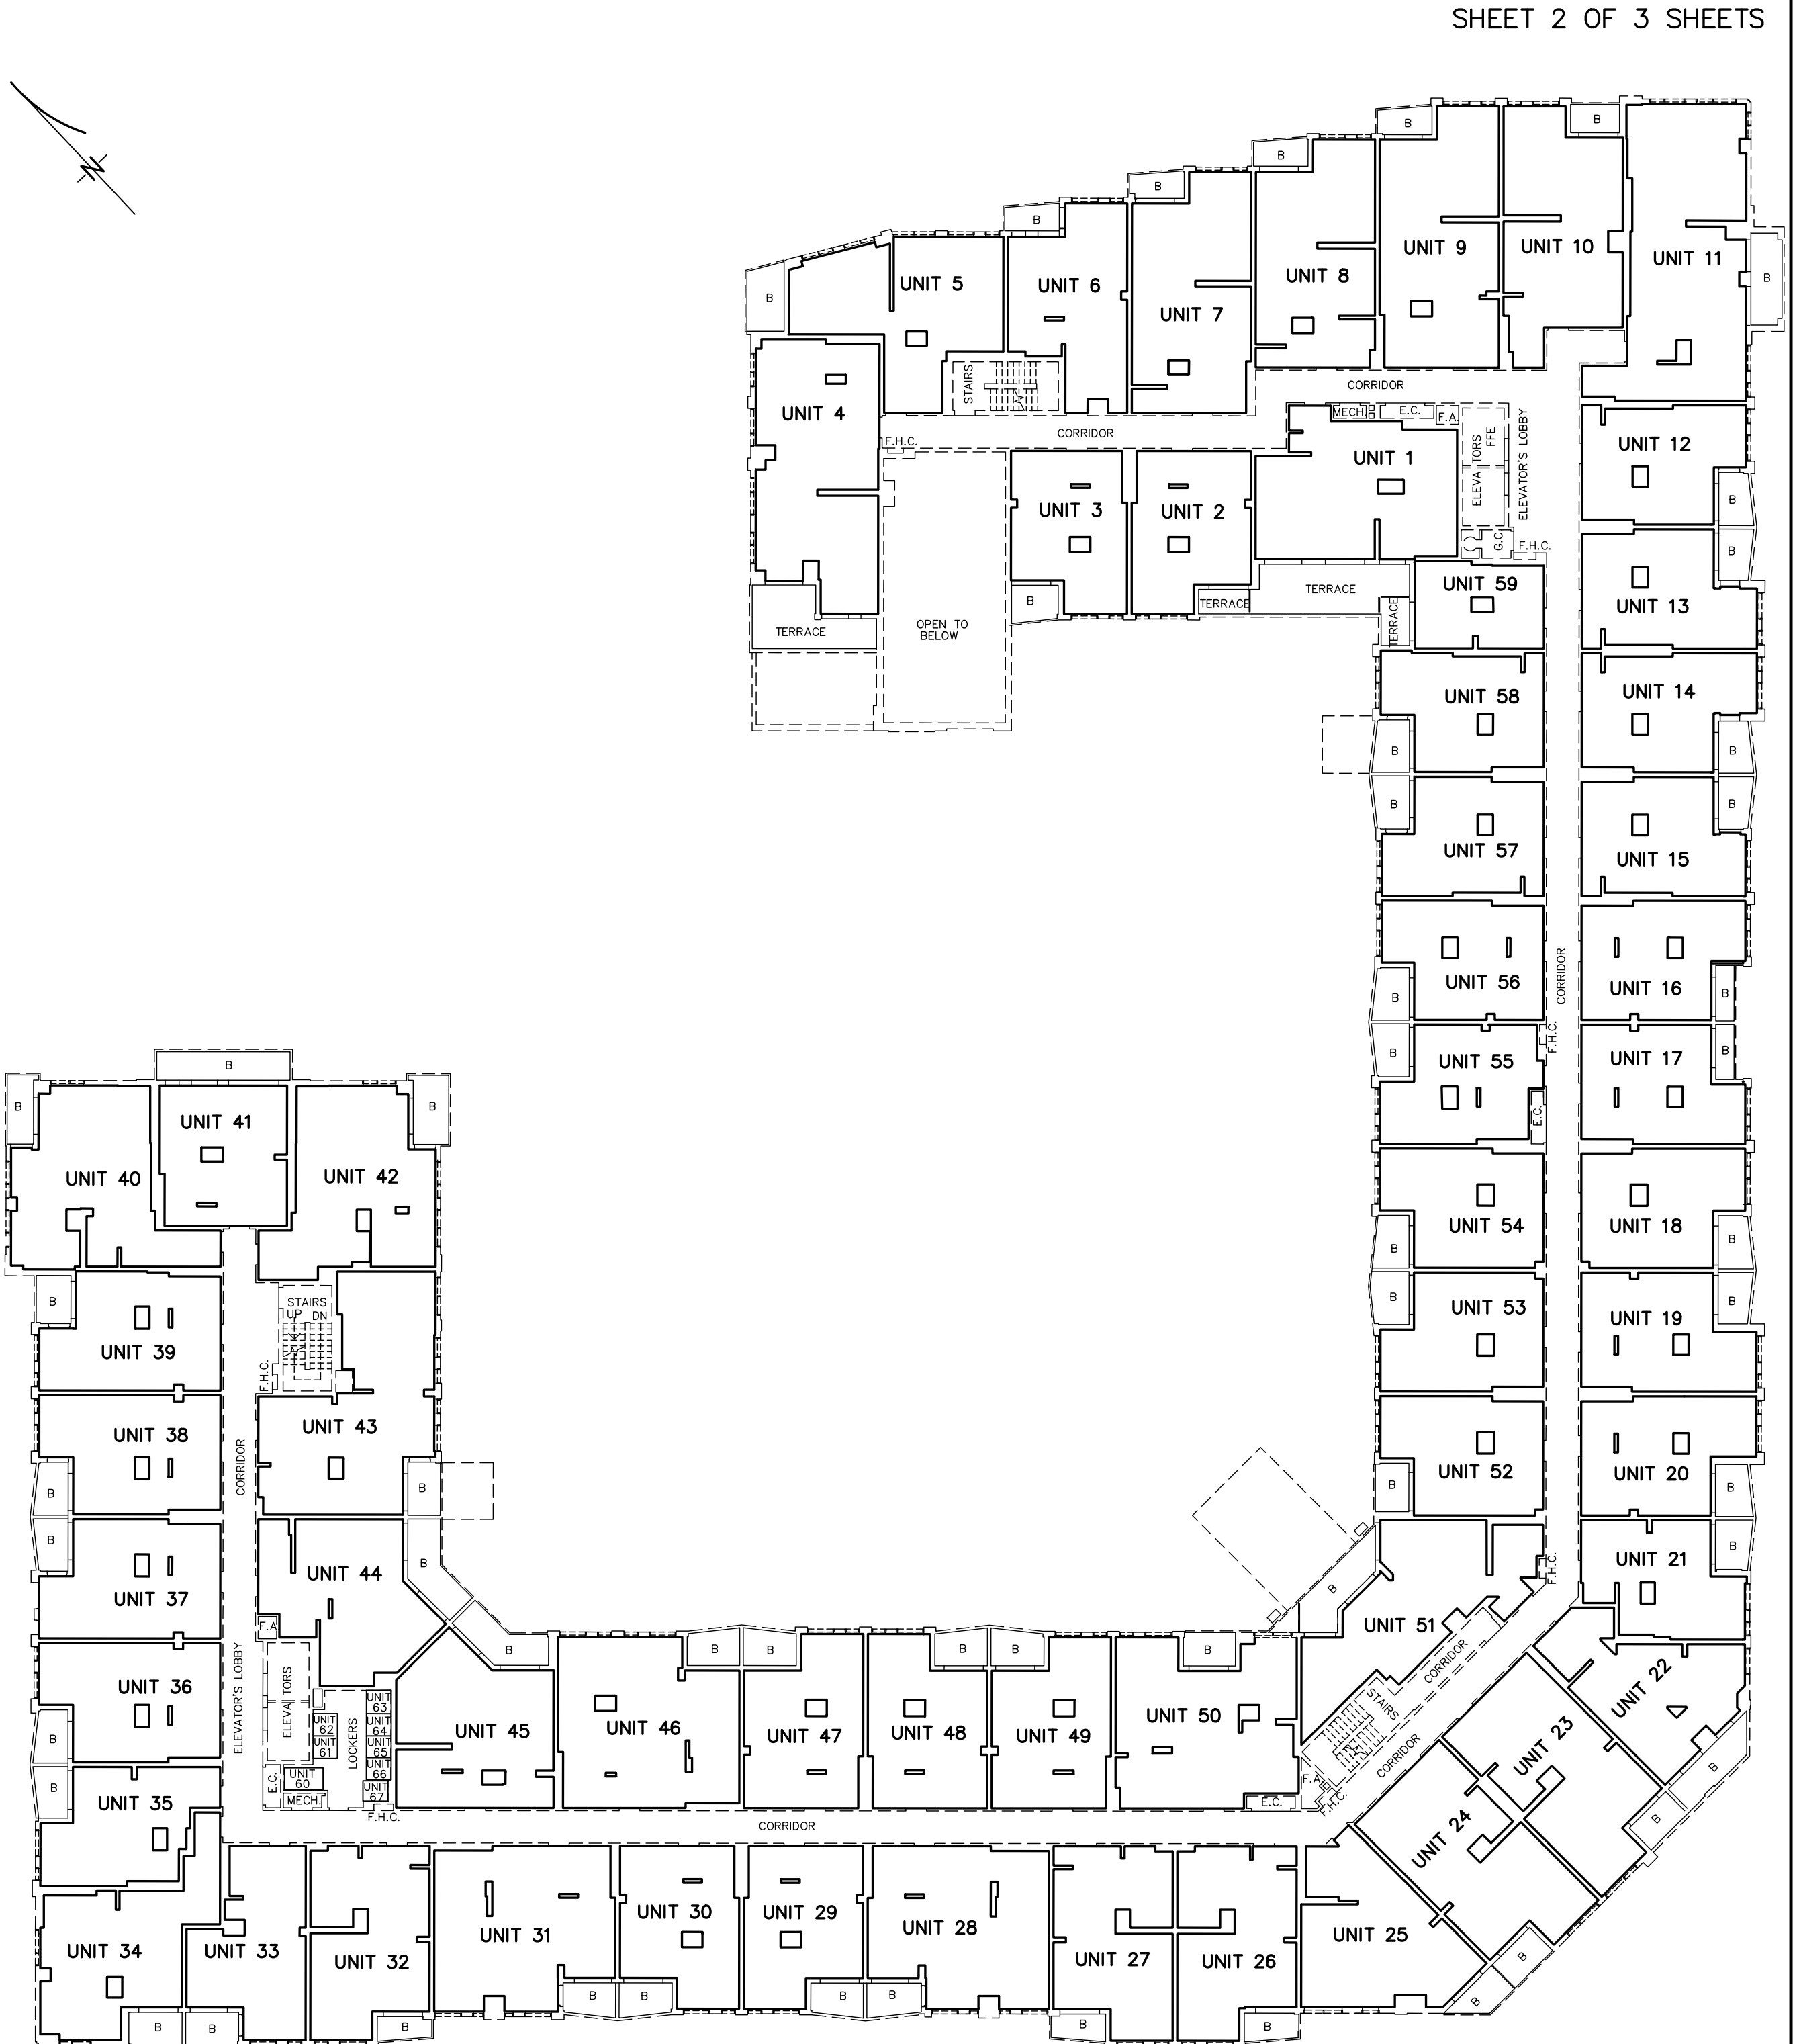 SHEET 2 OF 3 SHEETS
N
B
B
B
B
B
B
B
B
B
UNIT 5
UNIT 6
UNIT 7
UNIT 8
UNIT 9
UNIT 10
UNIT 11
STAIRS
CORRIDOR
UNIT 4
F.H.C.
CORRIDOR
MECH.
E.C.
F.A.
UNIT 1
ELEVATORS
FFE
ELEVATOR'S LOBBY
UNIT 12
B
UNIT 3
UNIT 2
G.C.
F.H.C.
B
UNIT 59
UNIT 13
B
TERRACE
TERRACE
TERRACE
TERRACE
OPEN TO
BELOW
UNIT 58
UNIT 14
B
B
B
B
UNIT 57
UNIT 15
UNIT 56
UNIT 16
CORRIDOR
B
B
F.H.C.
UNIT 55
UNIT 17
B
B
E.C.
UNIT 54
UNIT 18
B
B
B
B
UNIT 53
UNIT 19
UNIT 52
UNIT 20
B
B
F.H.C.
UNIT 21
B
B
UNIT 51
CORRIDOR
UNIT 22
STAIRS
CORRIDOR
UNIT 23
B
B
UNIT 24
F.A.
F.H.C.
B
B
B
UNIT 41
B
B
UNIT 40
UNIT 42
STAIRS
UP DN
B
UNIT 39
F.H.C.
UNIT 38
UNIT 43
CORRIDOR
B
B
B
B
UNIT 37
UNIT 44
F.A
B
UNIT 36
ELEVATOR'S LOBBY
ELEVATORS
UNIT
63
UNIT
62
UNIT
64
UNIT
61
UNIT
65
LOCKERS
UNIT
66
UNIT
60
UNIT
67
E.C.
MECH.
F.H.C.
B
B
UNIT 35
UNIT 45
UNIT 46
UNIT 47
UNIT 48
UNIT 49
UNIT 50
B
B
B
B
B
B
E.C.
CORRIDOR
UNIT 34
UNIT 33
UNIT 32
UNIT 31
UNIT 30
UNIT 29
UNIT 28
UNIT 27
UNIT 26
UNIT 25
B
B
B
B
B
B
B
B
B